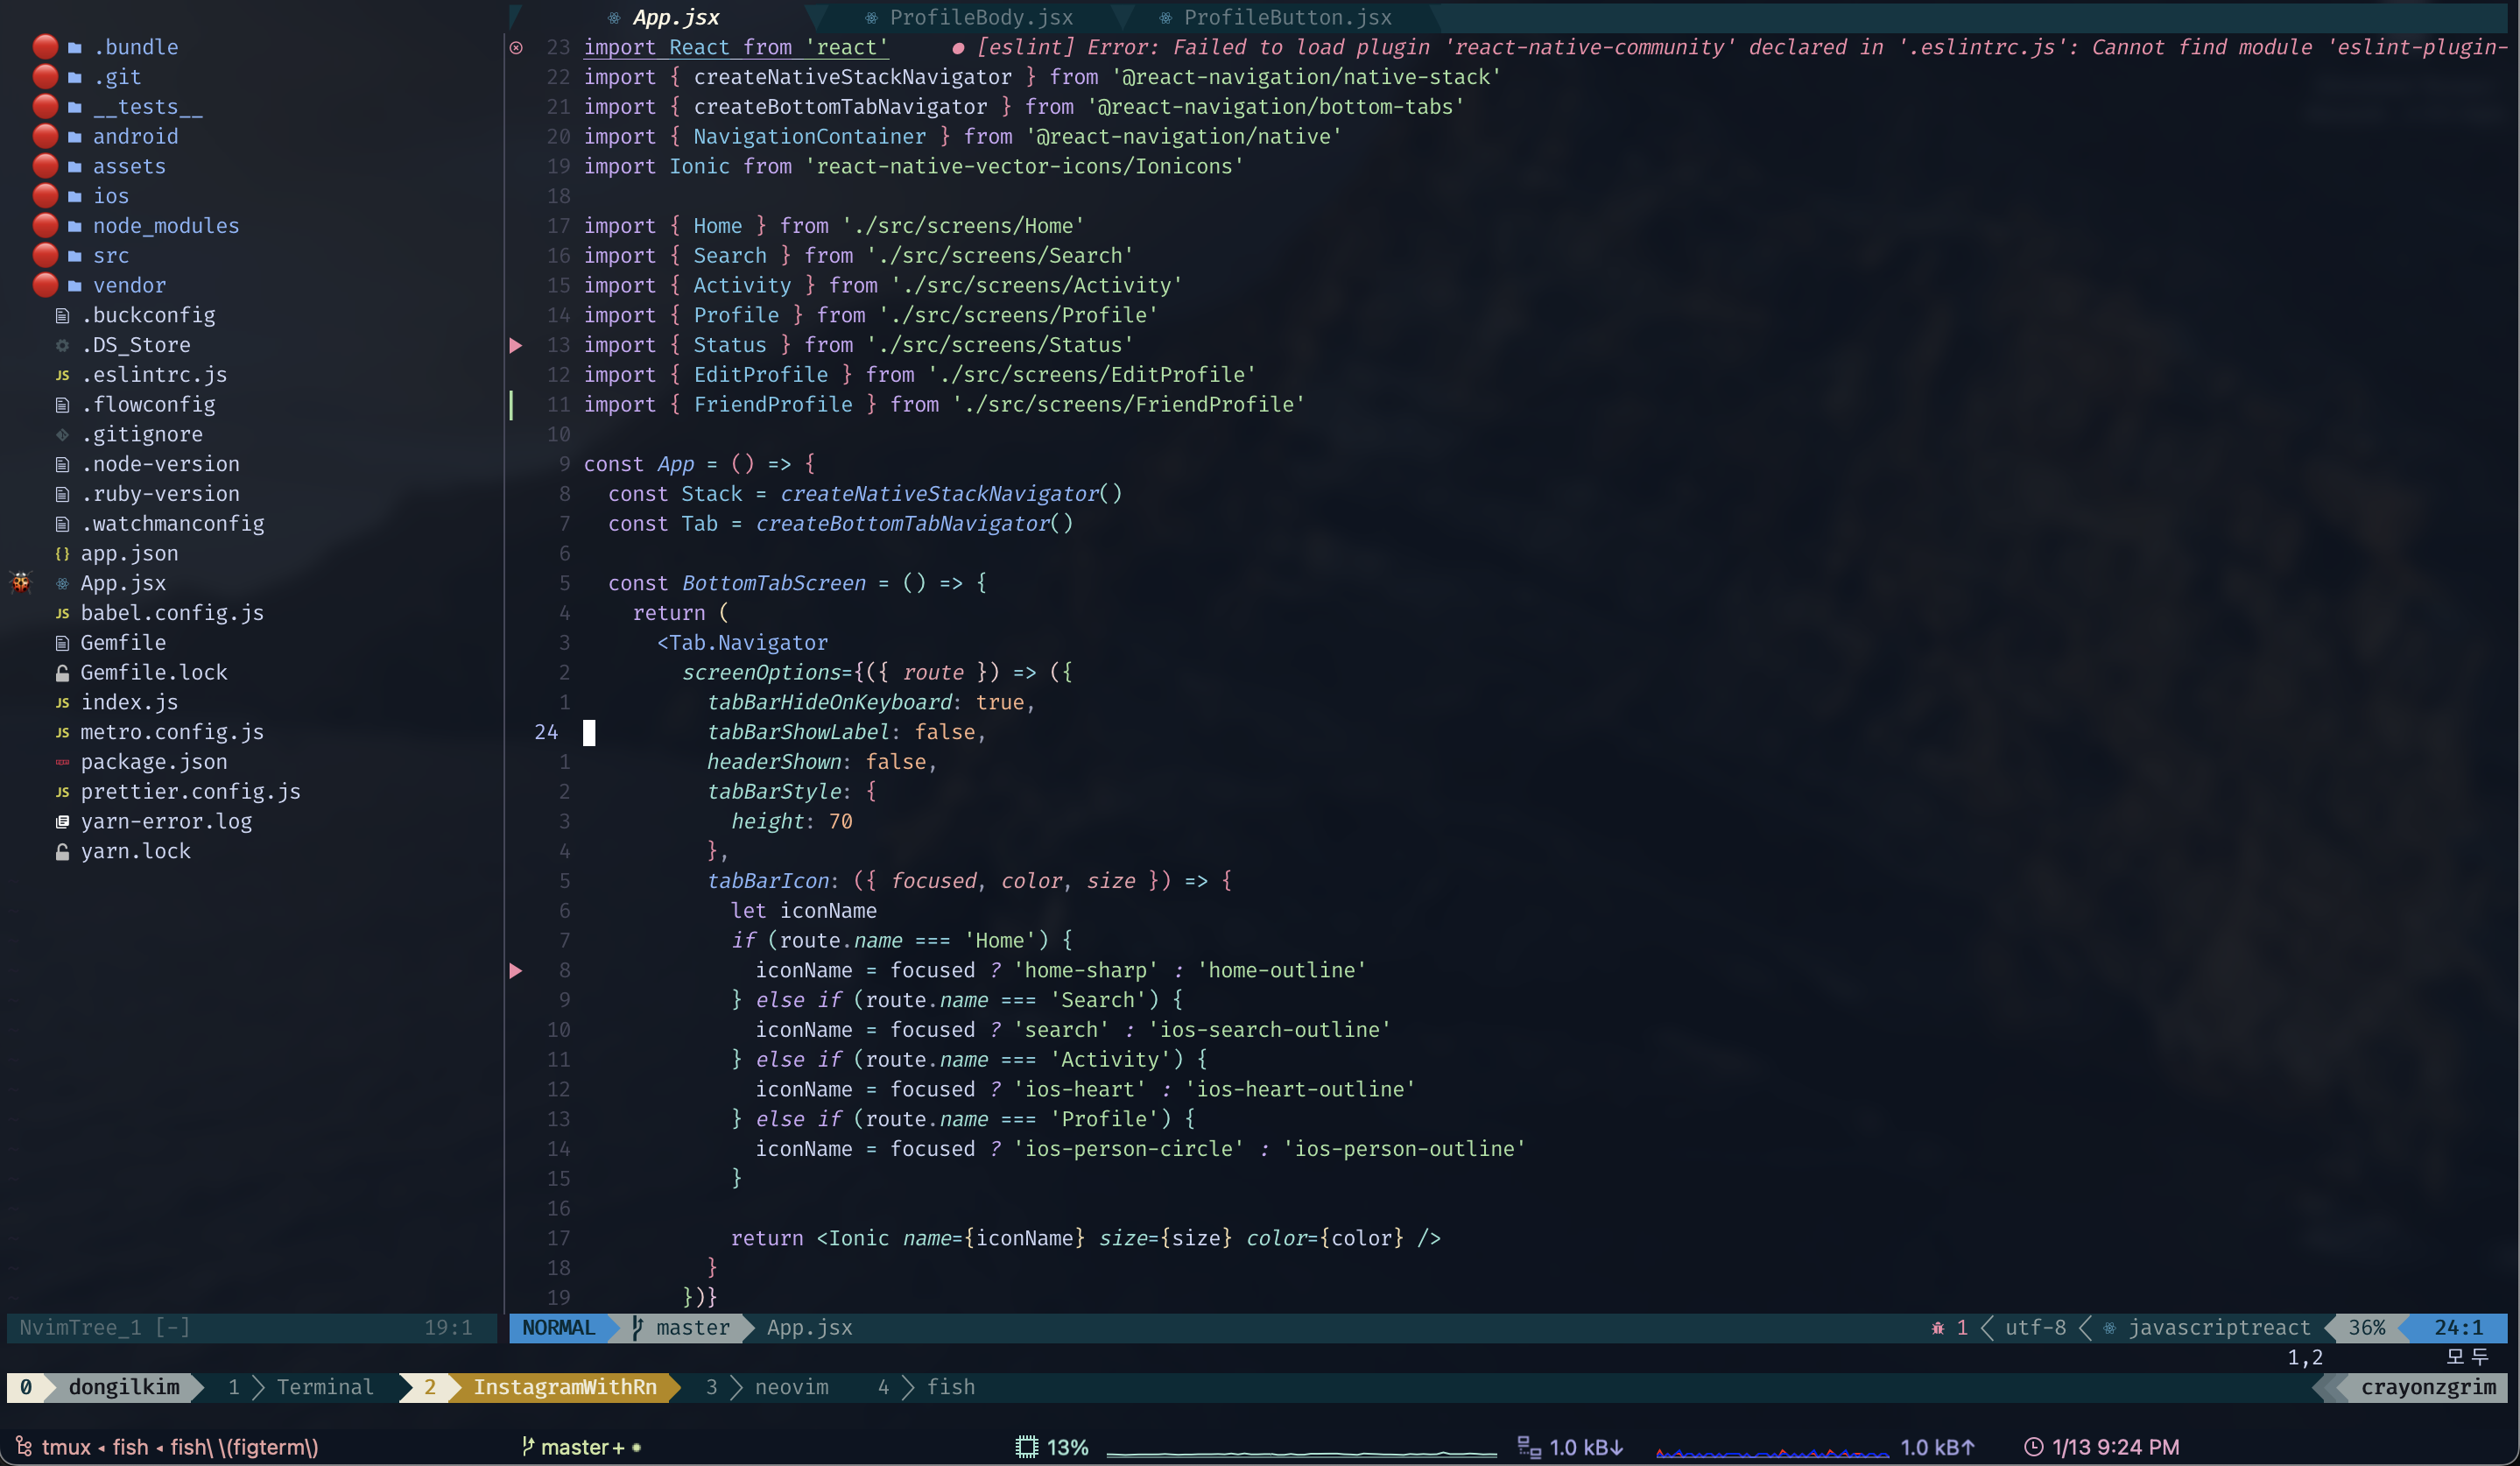 App.jsx ProfileBody.jsx ProfileButton.jsx
.bundle
.git
__tests__
android
assets
ios
node_modules
src
vendor
.buckconfig
.DS_Store
JS .eslintrc.js
.flowconfig
.gitignore
.node-version
.ruby-version
.watchmanconfig
{} app.json
App.jsx
JS babel.config.js
Gemfile
Gemfile.lock
JS index.js
JS metro.config.js
package.json
JS prettier.config.js
yarn-error.log
yarn.lock
23 import React from 'react' ● [eslint] Error: Failed to load plugin 'react-native-community' declared in '.eslintrc.js': Cannot find module 'eslint-plugin-
22 import { createNativeStackNavigator } from '@react-navigation/native-stack'
21 import { createBottomTabNavigator } from '@react-navigation/bottom-tabs'
20 import { NavigationContainer } from '@react-navigation/native'
19 import Ionic from 'react-native-vector-icons/Ionicons'
18
17 import { Home } from './src/screens/Home'
16 import { Search } from './src/screens/Search'
15 import { Activity } from './src/screens/Activity'
14 import { Profile } from './src/screens/Profile'
13 import { Status } from './src/screens/Status'
12 import { EditProfile } from './src/screens/EditProfile'
11 import { FriendProfile } from './src/screens/FriendProfile'
10
9 const App = () => {
8 const Stack = createNativeStackNavigator()
7 const Tab = createBottomTabNavigator()
6
5 const BottomTabScreen = () => {
4 return (
3 <Tab.Navigator
2 screenOptions={({ route }) => ({
1 tabBarHideOnKeyboard: true,
24 tabBarShowLabel: false,
1 headerShown: false,
2 tabBarStyle: {
3 height: 70
4 },
5 tabBarIcon: ({ focused, color, size }) => {
6 let iconName
7 if (route.name === 'Home') {
8 iconName = focused ? 'home-sharp' : 'home-outline'
9 } else if (route.name === 'Search') {
10 iconName = focused ? 'search' : 'ios-search-outline'
11 } else if (route.name === 'Activity') {
12 iconName = focused ? 'ios-heart' : 'ios-heart-outline'
13 } else if (route.name === 'Profile') {
14 iconName = focused ? 'ios-person-circle' : 'ios-person-outline'
15 }
16
17 return <Ionic name={iconName} size={size} color={color} />
18 }
19 })}
NvimTree_1 [-] 19:1 NORMAL master App.jsx 1 utf-8 javascriptreact 36% 24:1
1,2 모두
0 dongilkim 1 Terminal 2 InstagramWithRn 3 neovim 4 fish crayonzgrim
tmux ◂ fish ◂ fish\ \(figterm\) master+ ● 13% 1.0 kB↓ 1.0 kB↑ 1/13 9:24 PM